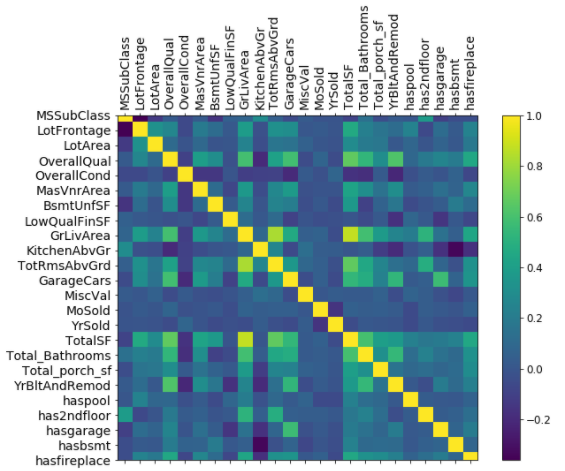 MSSubClass
LotFrontage
LotArea
OverallQual
OverallCond
MasVnrArea
BsmtUnfSF
LowQualFinSF
GrLivArea
KitchenAbvGr
TotRmsAbvGrd
GarageCars
MiscVal
MoSold
YrSold
TotalSF
Total_Bathrooms
Total_porch_sf
YrBltAndRemod
haspool
has2ndfloor
hasgarage
hasbsmt
hasfireplace
MSSubClass
LotFrontage
LotArea
OverallQual
OverallCond
MasVnrArea
BsmtUnfSF
LowQualFinSF
GrLivArea
KitchenAbvGr
TotRmsAbvGrd
GarageCars
MiscVal
MoSold
YrSold
TotalSF
Total_Bathrooms
Total_porch_sf
YrBltAndRemod
haspool
has2ndfloor
hasgarage
hasbsmt
hasfireplace
1.0
0.8
0.6
0.4
0.2
0.0
−0.2